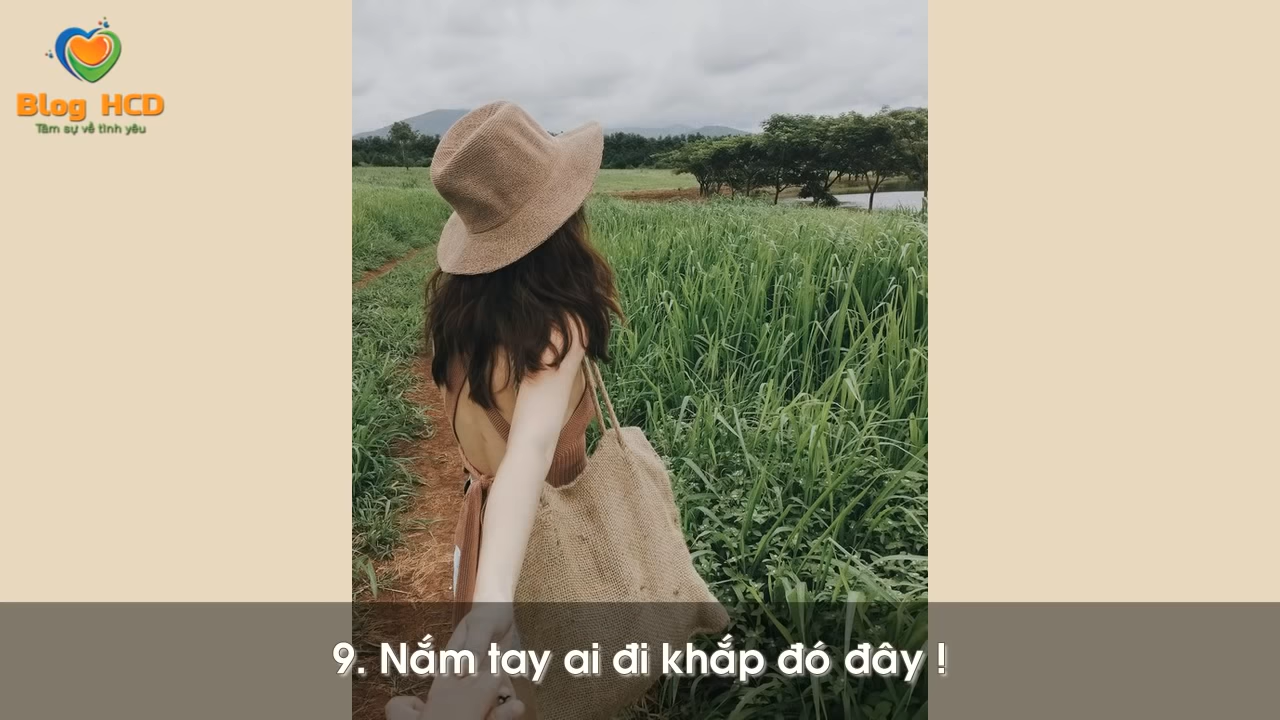 Blog HCD
Tâm sự về tình yêu
9. Nắm tay ai đi khắp đó đây !